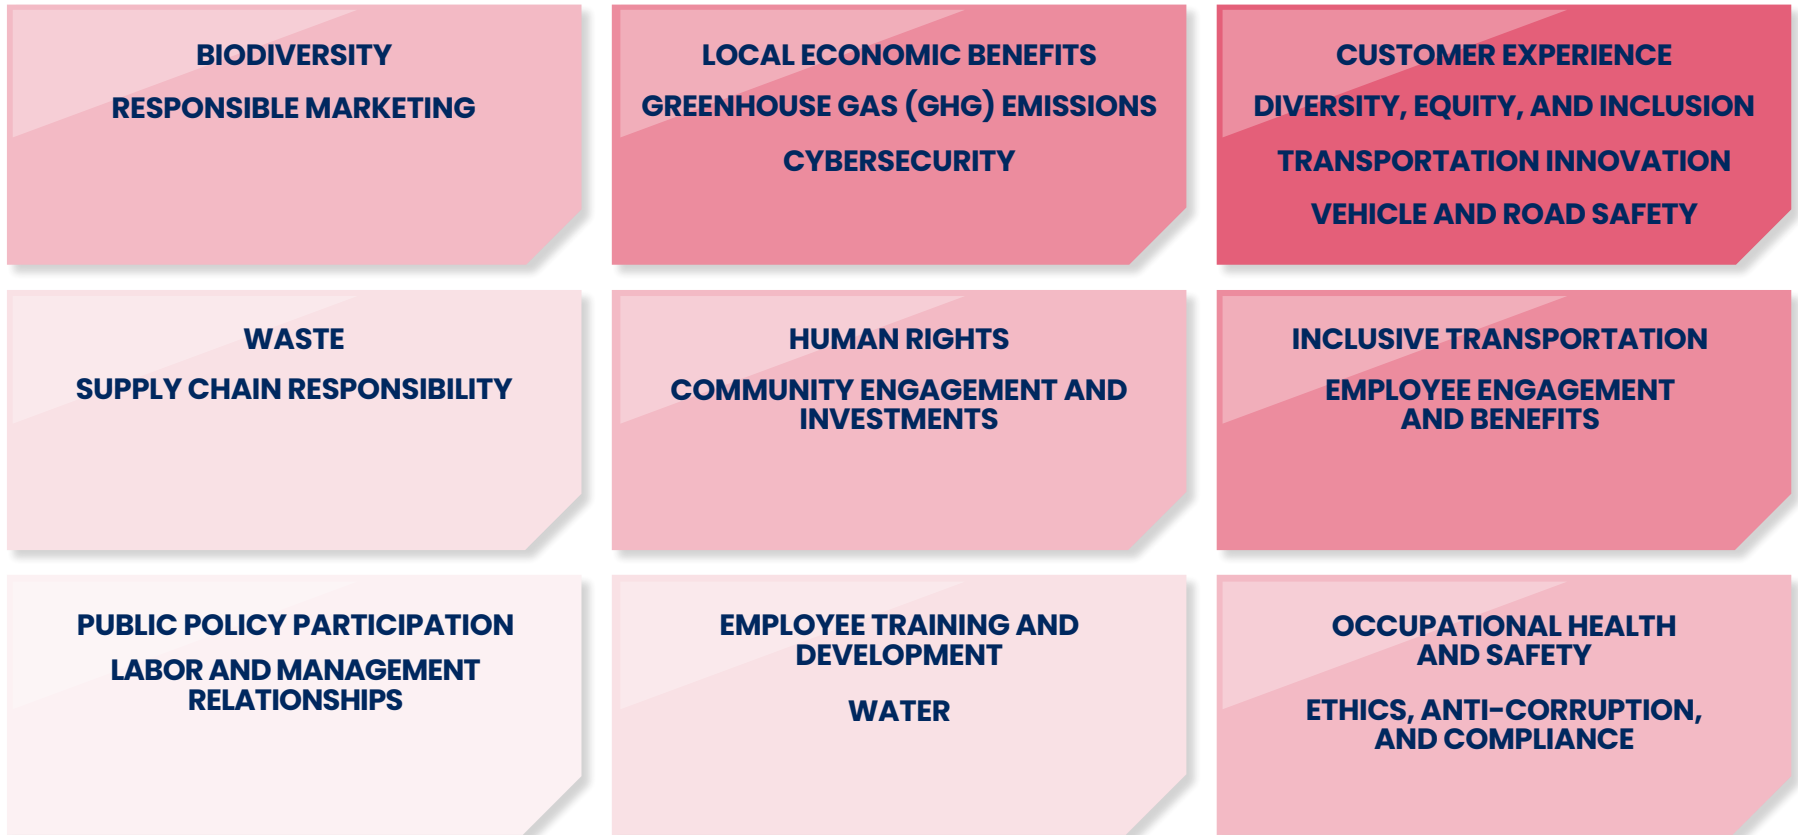 BIODIVERSITY
RESPONSIBLE MARKETING
LOCAL ECONOMIC BENEFITS
GREENHOUSE GAS (GHG) EMISSIONS
CYBERSECURITY
CUSTOMER EXPERIENCE
DIVERSITY, EQUITY, AND INCLUSION
TRANSPORTATION INNOVATION
VEHICLE AND ROAD SAFETY
WASTE
SUPPLY CHAIN RESPONSIBILITY
HUMAN RIGHTS
COMMUNITY ENGAGEMENT AND
INVESTMENTS
INCLUSIVE TRANSPORTATION
EMPLOYEE ENGAGEMENT
AND BENEFITS
PUBLIC POLICY PARTICIPATION
LABOR AND MANAGEMENT
RELATIONSHIPS
EMPLOYEE TRAINING AND
DEVELOPMENT
WATER
OCCUPATIONAL HEALTH
AND SAFETY
ETHICS, ANTI-CORRUPTION,
AND COMPLIANCE